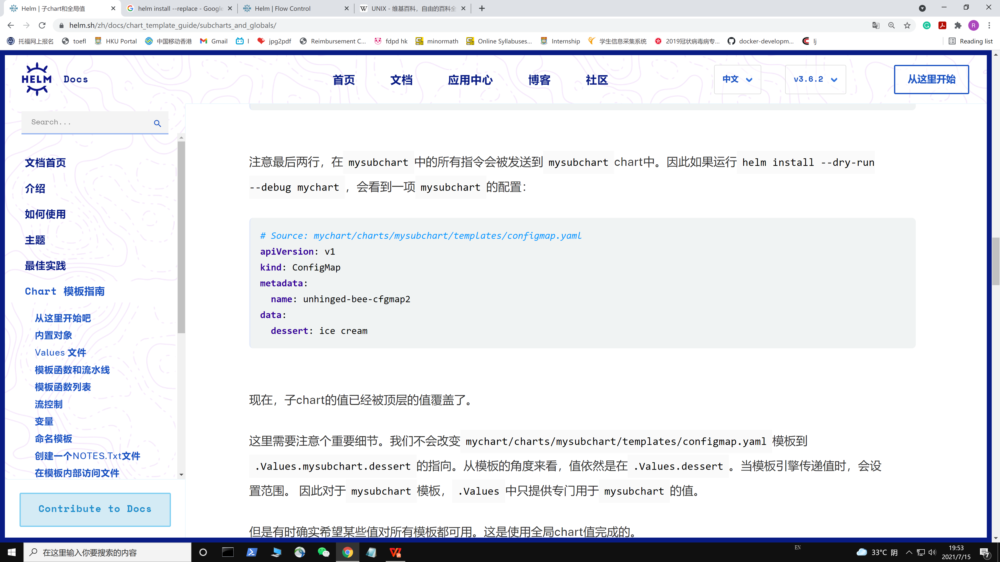 Helm | 子chart和全局值
helm install --replace - Google
Helm | Flow Control
UNIX - 维基百科，自由的百科全
helm.sh/zh/docs/chart_template_guide/subcharts_and_globals/
R
托福网上报名
toefl
HKU Portal
中国移动香港
Gmail
l
jpg2pdf
Reimbursement C...
fdpd hk
minormath
Online Syllabuses...
Internship
学生信息采集系统
2019冠状病毒病专...
docker-developm...
lj
Reading list
HELM
Docs
首页
文档
应用中心
博客
社区
中文
v3.6.2
从这里开始
Search...
文档首页
介绍
如何使用
主题
最佳实践
Chart 模板指南
从这里开始吧
内置对象
Values 文件
模板函数和流水线
模板函数列表
流控制
变量
命名模板
创建一个NOTES.Txt文件
在模板内部访问文件
Contribute to Docs
注意最后两行，在 mysubchart 中的所有指令会被发送到 mysubchart chart中。因此如果运行 helm install --dry-run
--debug mychart ，会看到一项 mysubchart 的配置：
# Source: mychart/charts/mysubchart/templates/configmap.yaml
apiVersion: v1
kind: ConfigMap
metadata:
name: unhinged-bee-cfgmap2
data:
dessert: ice cream
现在，子chart的值已经被顶层的值覆盖了。
这里需要注意个重要细节。我们不会改变 mychart/charts/mysubchart/templates/configmap.yaml 模板到
.Values.mysubchart.dessert 的指向。从模板的角度来看，值依然是在 .Values.dessert 。当模板引擎传递值时，会设
置范围。 因此对于 mysubchart 模板， .Values 中只提供专门用于 mysubchart 的值。
但是有时确实希望某些值对所有模板都可用。这是使用全局chart值完成的。
在这里输入你要搜索的内容
EN
33°C 阴
19:53
2021/7/15
7